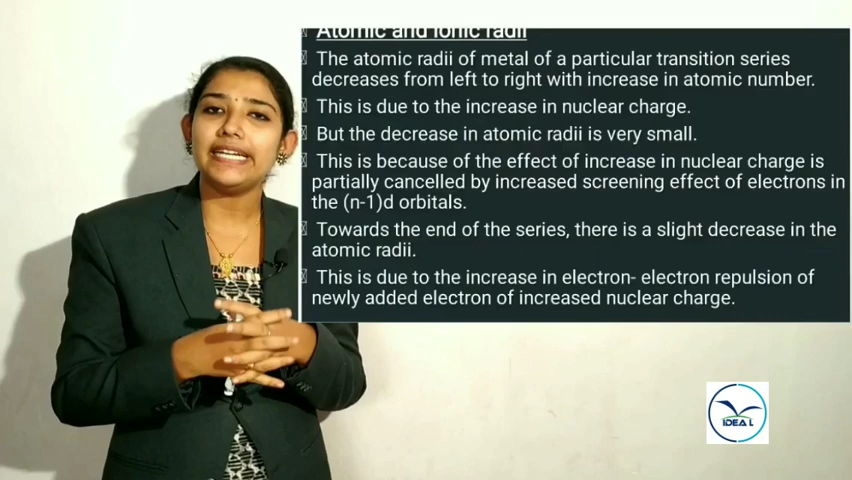 Atomic and ionic radii
The atomic radii of metal of a particular transition series
decreases from left to right with increase in atomic number.
This is due to the increase in nuclear charge.
But the decrease in atomic radii is very small.
This is because of the effect of increase in nuclear charge is
partially cancelled by increased screening effect of electrons in
the (n-1)d orbitals.
Towards the end of the series, there is a slight decrease in the
atomic radii.
This is due to the increase in electron- electron repulsion of
newly added electron of increased nuclear charge.
IDEAL